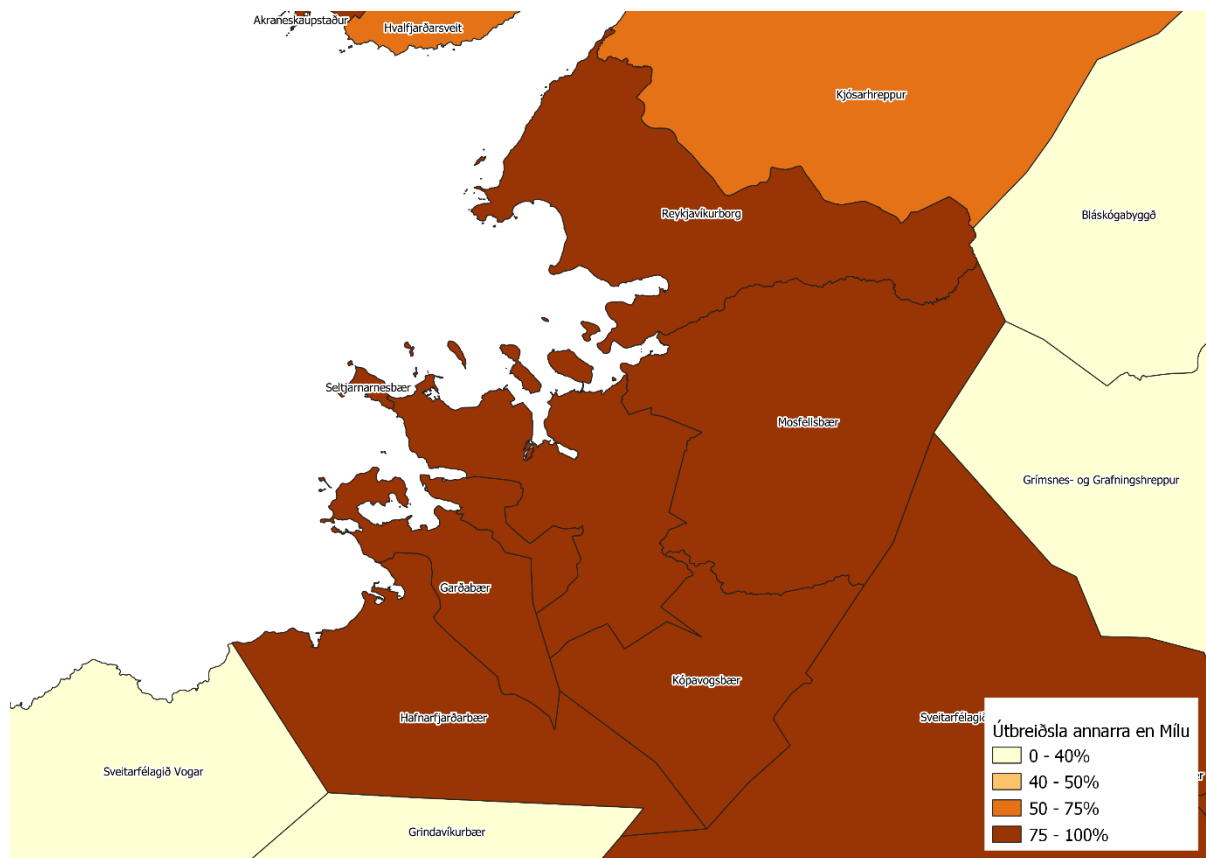 Akraneskaupstaður
Hvalfjarðarsveit
Kjósarhreppur
Reykjavíkurborg
Bláskógabyggð
Seltjarnarnesbær
Mosfellsbær
Grímsnes- og Grafningshreppur
Garðabær
Kópavogsbær
Hafnarfjarðarbær
Sveitarfélagið
Sveitarfélagið Vogar
Grindavíkurbær
Útbreiðsla annarra en Mílu
0 - 40%
40 - 50%
50 - 75%
75 - 100%